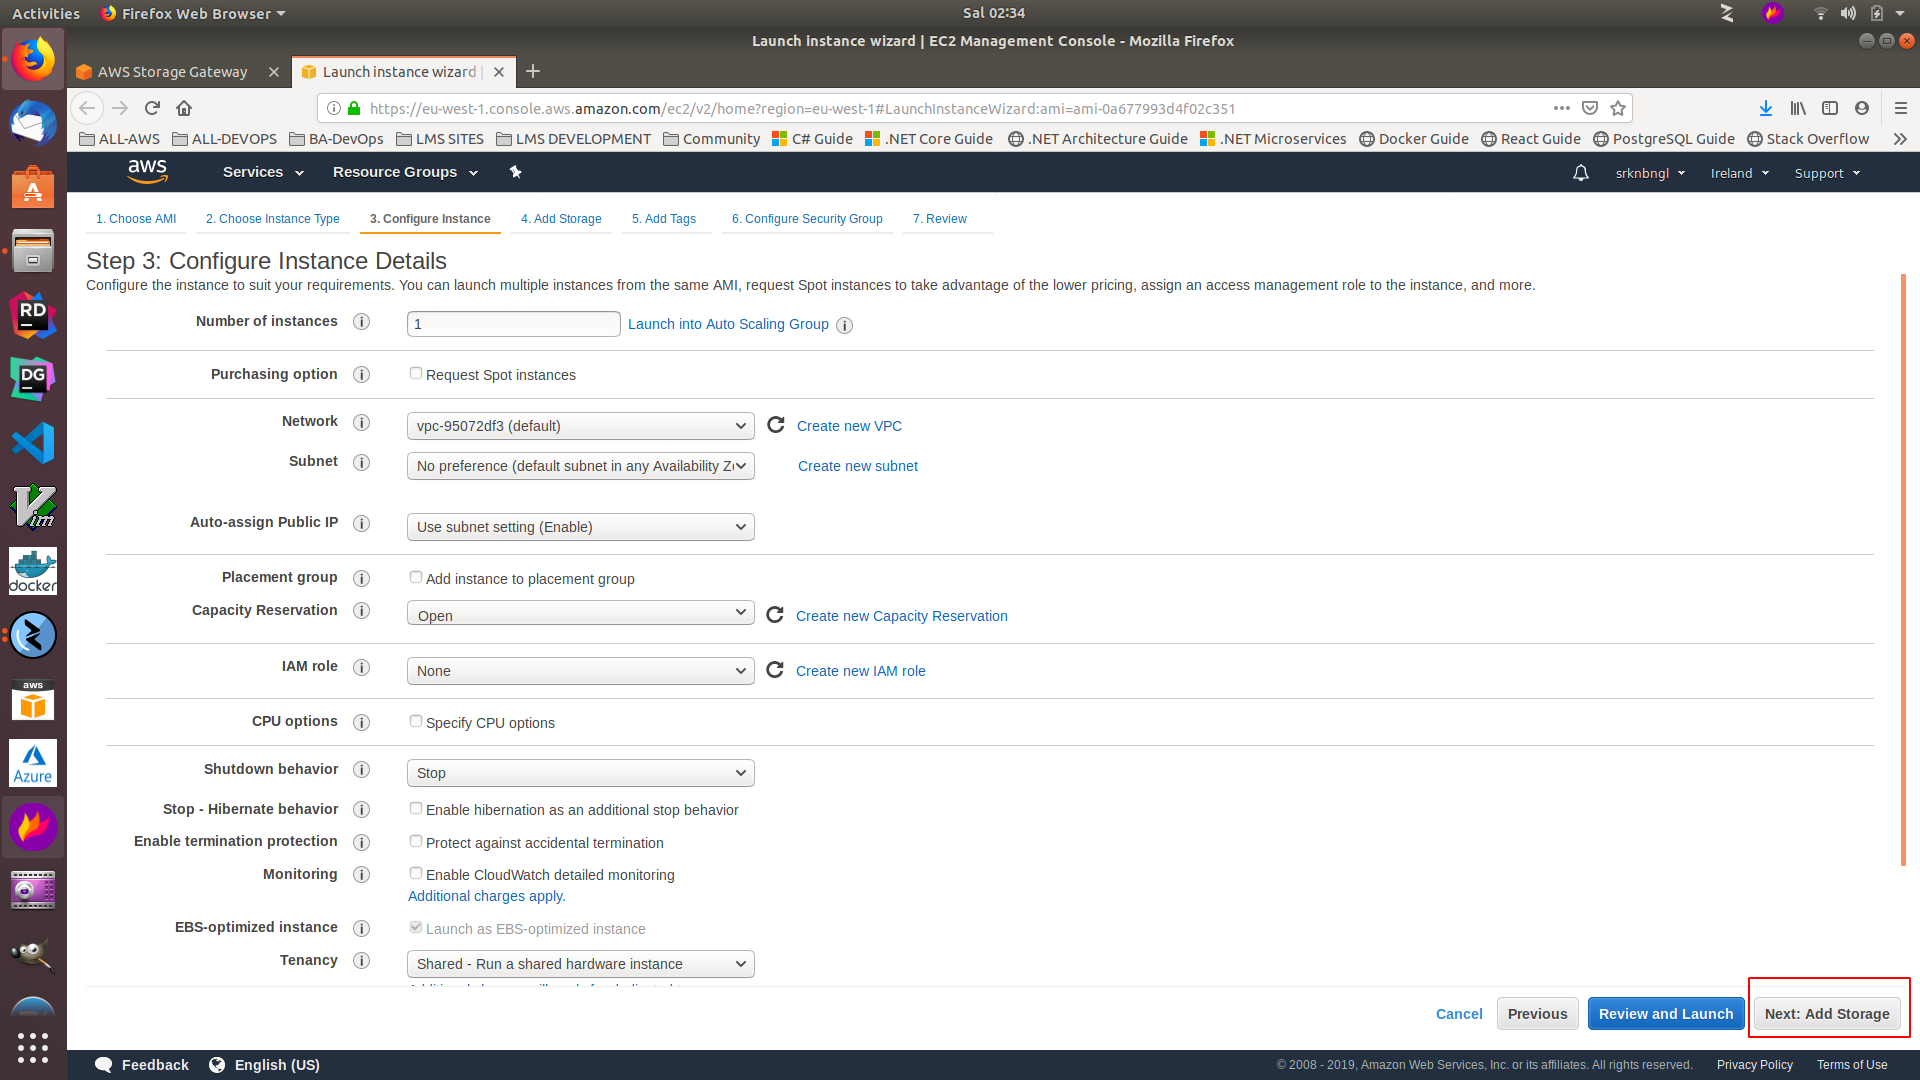 Activities
Firefox Web Browser
Sal 02:34
Launch instance wizard | EC2 Management Console - Mozilla Firefox
AWS Storage Gateway
Launch instance wizard |
https://eu-west-1.console.aws.amazon.com/ec2/v2/home?region=eu-west-1#LaunchInstanceWizard:ami=ami-0a677993d4f02c351
ALL-AWS ALL-DEVOPS BA-DevOps LMS SITES LMS DEVELOPMENT Community C# Guide .NET Core Guide .NET Architecture Guide .NET Microservices Docker Guide React Guide PostgreSQL Guide Stack Overflow
aws Services Resource Groups srknbngl Ireland Support
1. Choose AMI 2. Choose Instance Type 3. Configure Instance 4. Add Storage 5. Add Tags 6. Configure Security Group 7. Review
Step 3: Configure Instance Details
Configure the instance to suit your requirements. You can launch multiple instances from the same AMI, request Spot instances to take advantage of the lower pricing, assign an access management role to the instance, and more.
Number of instances 1 Launch into Auto Scaling Group
Purchasing option Request Spot instances
Network vpc-95072df3 (default) Create new VPC
Subnet No preference (default subnet in any Availability Zo Create new subnet
Auto-assign Public IP Use subnet setting (Enable)
Placement group Add instance to placement group
Capacity Reservation Open Create new Capacity Reservation
IAM role None Create new IAM role
CPU options Specify CPU options
Shutdown behavior Stop
Stop - Hibernate behavior Enable hibernation as an additional stop behavior
Enable termination protection Protect against accidental termination
Monitoring Enable CloudWatch detailed monitoring
Additional charges apply.
EBS-optimized instance Launch as EBS-optimized instance
Tenancy Shared - Run a shared hardware instance
Cancel Previous Review and Launch Next: Add Storage
Feedback English (US) © 2008 - 2019, Amazon Web Services, Inc. or its affiliates. All rights reserved. Privacy Policy Terms of Use
RD
DG
Vim
docker
aws
Azure